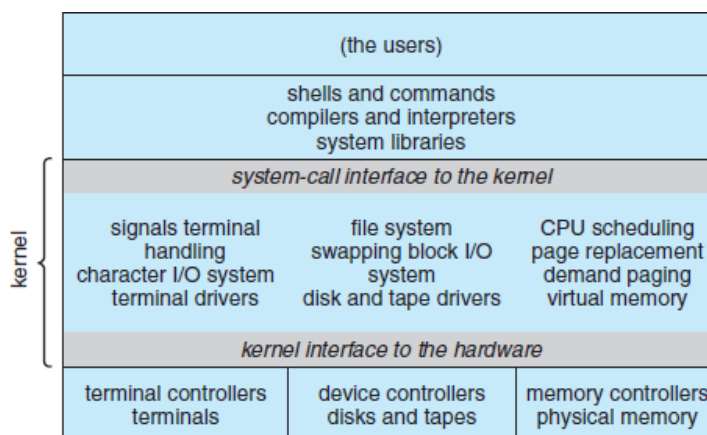 (the users)
shells and commands
compilers and interpreters
system libraries
kernel
system-call interface to the kernel
signals terminal
handling
character I/O system
terminal drivers
file system
swapping block I/O
system
disk and tape drivers
CPU scheduling
page replacement
demand paging
virtual memory
kernel interface to the hardware
terminal controllers
terminals
device controllers
disks and tapes
memory controllers
physical memory